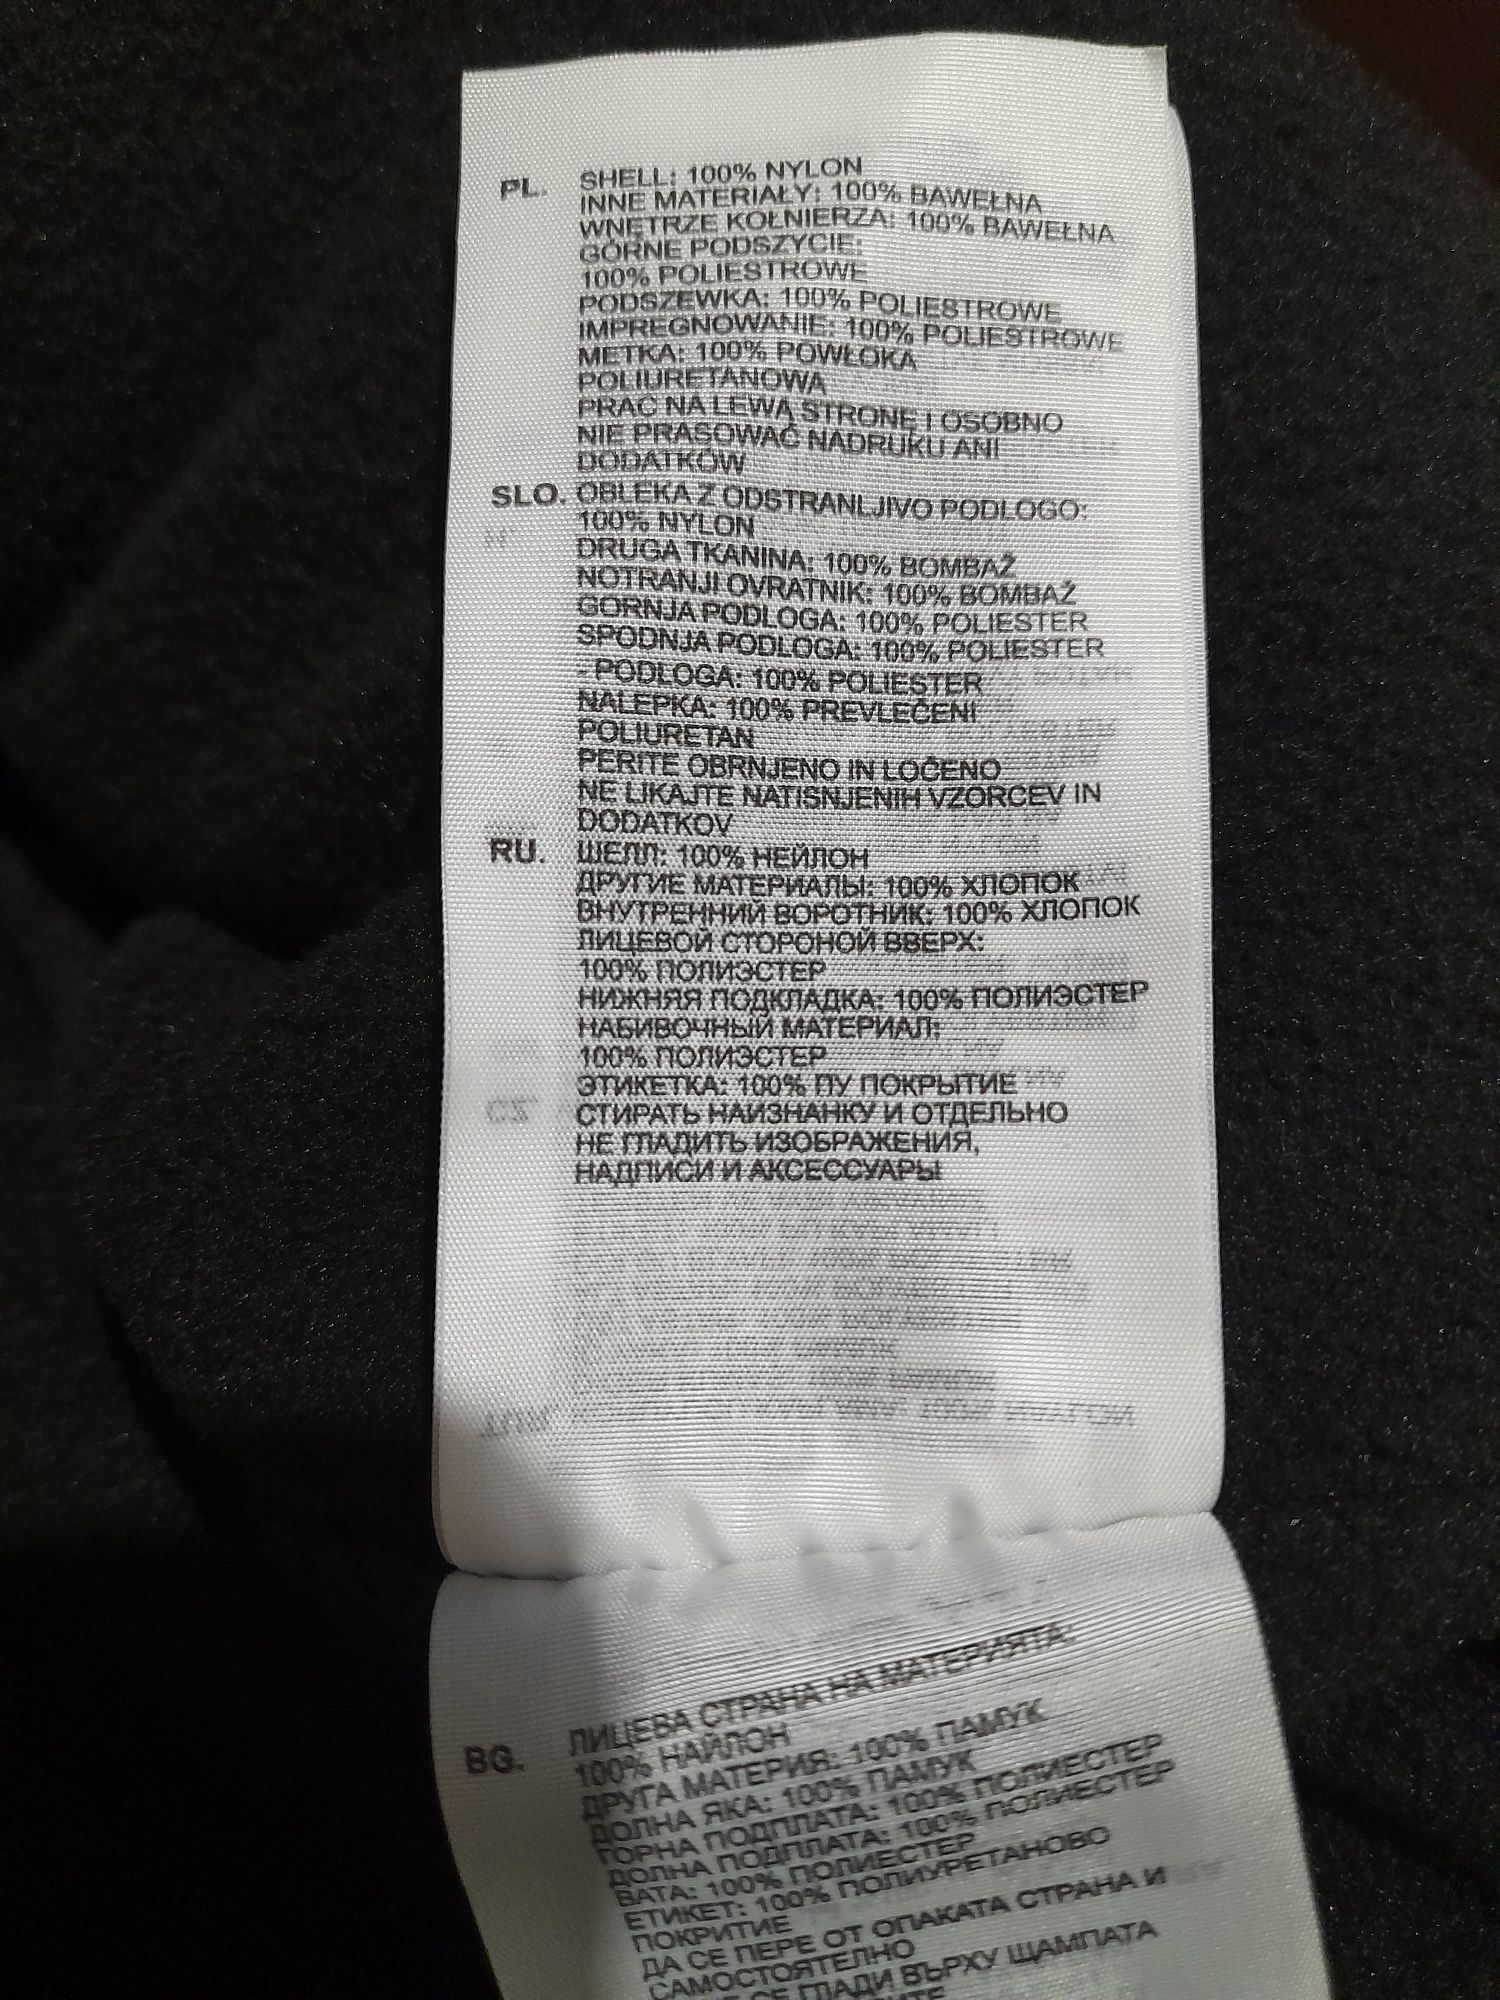 PL. SHELL: 100% NYLON
INNE MATERIAŁY: 100% BAWEŁNA
WNĘTRZE KOŁNIERZA: 100% BAWEŁNA
GÓRNE PODSZYCIE:
100% POLIESTROWE
PODSZEWKA: 100% POLIESTROWE
IMPREGNOWANIE: 100% POLIESTROWE
METKA: 100% POWŁOKA
POLIURETANOWA
PRAĆ NA LEWĄ STRONĘ I OSOBNO
NIE PRASOWAĆ NADRUKU ANI
DODATKÓW
SLO. OBLEKA Z ODSTRANLJIVO PODLOGO:
100% NYLON
DRUGA TKANINA: 100% BOMBAŽ
NOTRANJI OVRATNIK: 100% BOMBAŽ
GORNJA PODLOGA: 100% POLIESTER
SPODNJA PODLOGA: 100% POLIESTER
- PODLOGA: 100% POLIESTER
NALEPKA: 100% PREVLEČENI
POLIURETAN
PERITE OBRNJENO IN LOČENO
NE LIKAJTE NATISNJENIH VZORCEV IN
DODATKOV
RU. ШЕЛЛ: 100% НЕЙЛОН
ДРУГИЕ МАТЕРИАЛЫ: 100% ХЛОПОК
ВНУТРЕННИЙ ВОРОТНИК: 100% ХЛОПОК
ЛИЦЕВОЙ СТОРОНОЙ ВВЕРХ:
100% ПОЛИЭСТЕР
НИЖНЯЯ ПОДКЛАДКА: 100% ПОЛИЭСТЕР
НАБИВОЧНЫЙ МАТЕРИАЛ:
100% ПОЛИЭСТЕР
ЭТИКЕТКА: 100% ПУ ПОКРЫТИЕ
СТИРАТЬ НАИЗНАНКУ И ОТДЕЛЬНО
НЕ ГЛАДИТЬ ИЗОБРАЖЕНИЯ,
НАДПИСИ И АКСЕССУАРЫ
BG. ЛИЦЕВА СТРАНА НА МАТЕРИЯТА:
100% НАЙЛОН
ДРУГА МАТЕРИЯ: 100% ПАМУК
ДОЛНА ЯКА: 100% ПАМУК
ГОРНА ПОДПЛАТА: 100% ПОЛИЕСТЕР
ДОЛНА ПОДПЛАТА: 100% ПОЛИЕСТЕР
ВАТА: 100% ПОЛИЕСТЕР
ЕТИКЕТ: 100% ПОЛИУРЕТАНОВО
ПОКРИТИЕ
ДА СЕ ПЕРЕ ОТ ОПАКАТА СТРАНА И
САМОСТОЯТЕЛНО
СЕ ГЛАДИ ВЪРХУ ЩАМПАТА